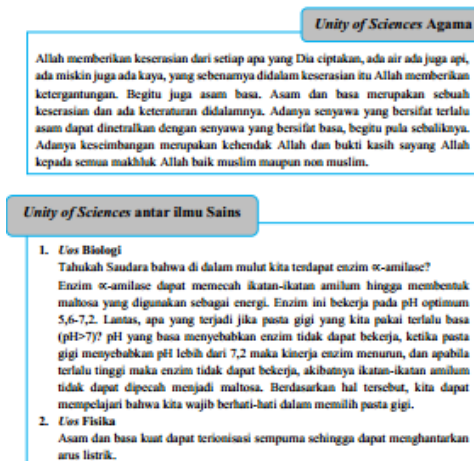 Unity of Sciences Agama
Allah memberikan keserasian dari setiap apa yang Dia ciptakan, ada air ada juga api,
ada miskin juga ada kaya, yang sebenarnya didalam keserasian itu Allah memberikan
ketergantungan. Begitu juga asam basa. Asam dan basa merupakan sebuah
keserasian dan ada keteraturan didalamnya. Adanya senyawa yang bersifat terlalu
asam dapat dinetralkan dengan senyawa yang bersifat basa, begitu pula sebaliknya.
Adanya keseimbangan merupakan kehendak Allah dan bukti kasih sayang Allah
kepada semua makhluk Allah baik muslim maupun non muslim.
Unity of Sciences antar ilmu Sains
1. Uos Biologi
Tahukah Saudara bahwa di dalam mulut kita terdapat enzim ∝-amilase?
Enzim ∝-amilase dapat memecah ikatan-ikatan amilum hingga membentuk
maltosa yang digunakan sebagai energi. Enzim ini bekerja pada pH optimum
5,6-7,2. Lantas, apa yang terjadi jika pasta gigi yang kita pakai terlalu basa
(pH>7)? pH yang basa menyebabkan enzim tidak dapat bekerja, ketika pasta
gigi menyebabkan pH lebih dari 7,2 maka kinerja enzim menurun, dan apabila
terlalu tinggi maka enzim tidak dapat bekerja, akibatnya ikatan-ikatan amilum
tidak dapat dipecah menjadi maltosa. Berdasarkan hal tersebut, kita dapat
mempelajari bahwa kita wajib berhati-hati dalam memilih pasta gigi.
2. Uos Fisika
Asam dan basa kuat dapat terionisasi sempurna sehingga dapat menghantarkan
arus listrik.